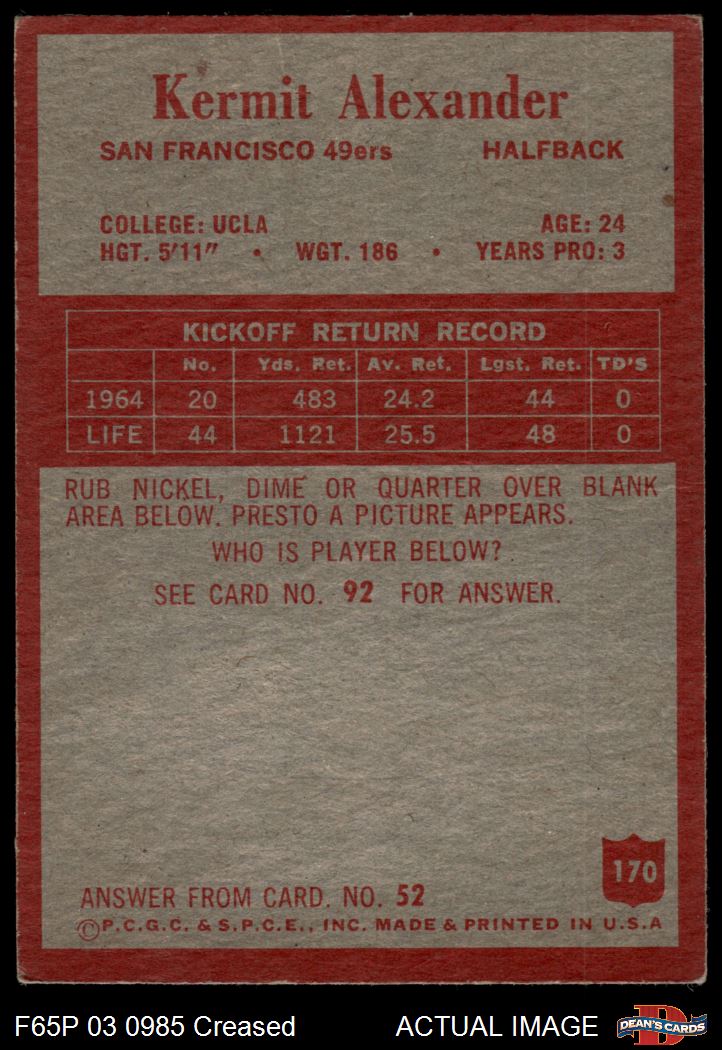 Kermit Alexander
SAN FRANCISCO 49ers HALFBACK
COLLEGE: UCLA AGE: 24
HGT. 5'11" • WGT. 186 • YEARS PRO: 3
KICKOFF RETURN RECORD
No. Yds. Ret. Av. Ret. Lgst. Ret. TD'S
1964 20 483 24.2 44 0
LIFE 44 1121 25.5 48 0
RUB NICKEL, DIME OR QUARTER OVER BLANK
AREA BELOW. PRESTO A PICTURE APPEARS.
WHO IS PLAYER BELOW?
SEE CARD NO. 92 FOR ANSWER.
170
ANSWER FROM CARD. NO. 52
©P.C.G.C. & S.P.C.E., INC. MADE & PRINTED IN U.S.A
F65P 03 0985 Creased ACTUAL IMAGE DEAN'S CARDS